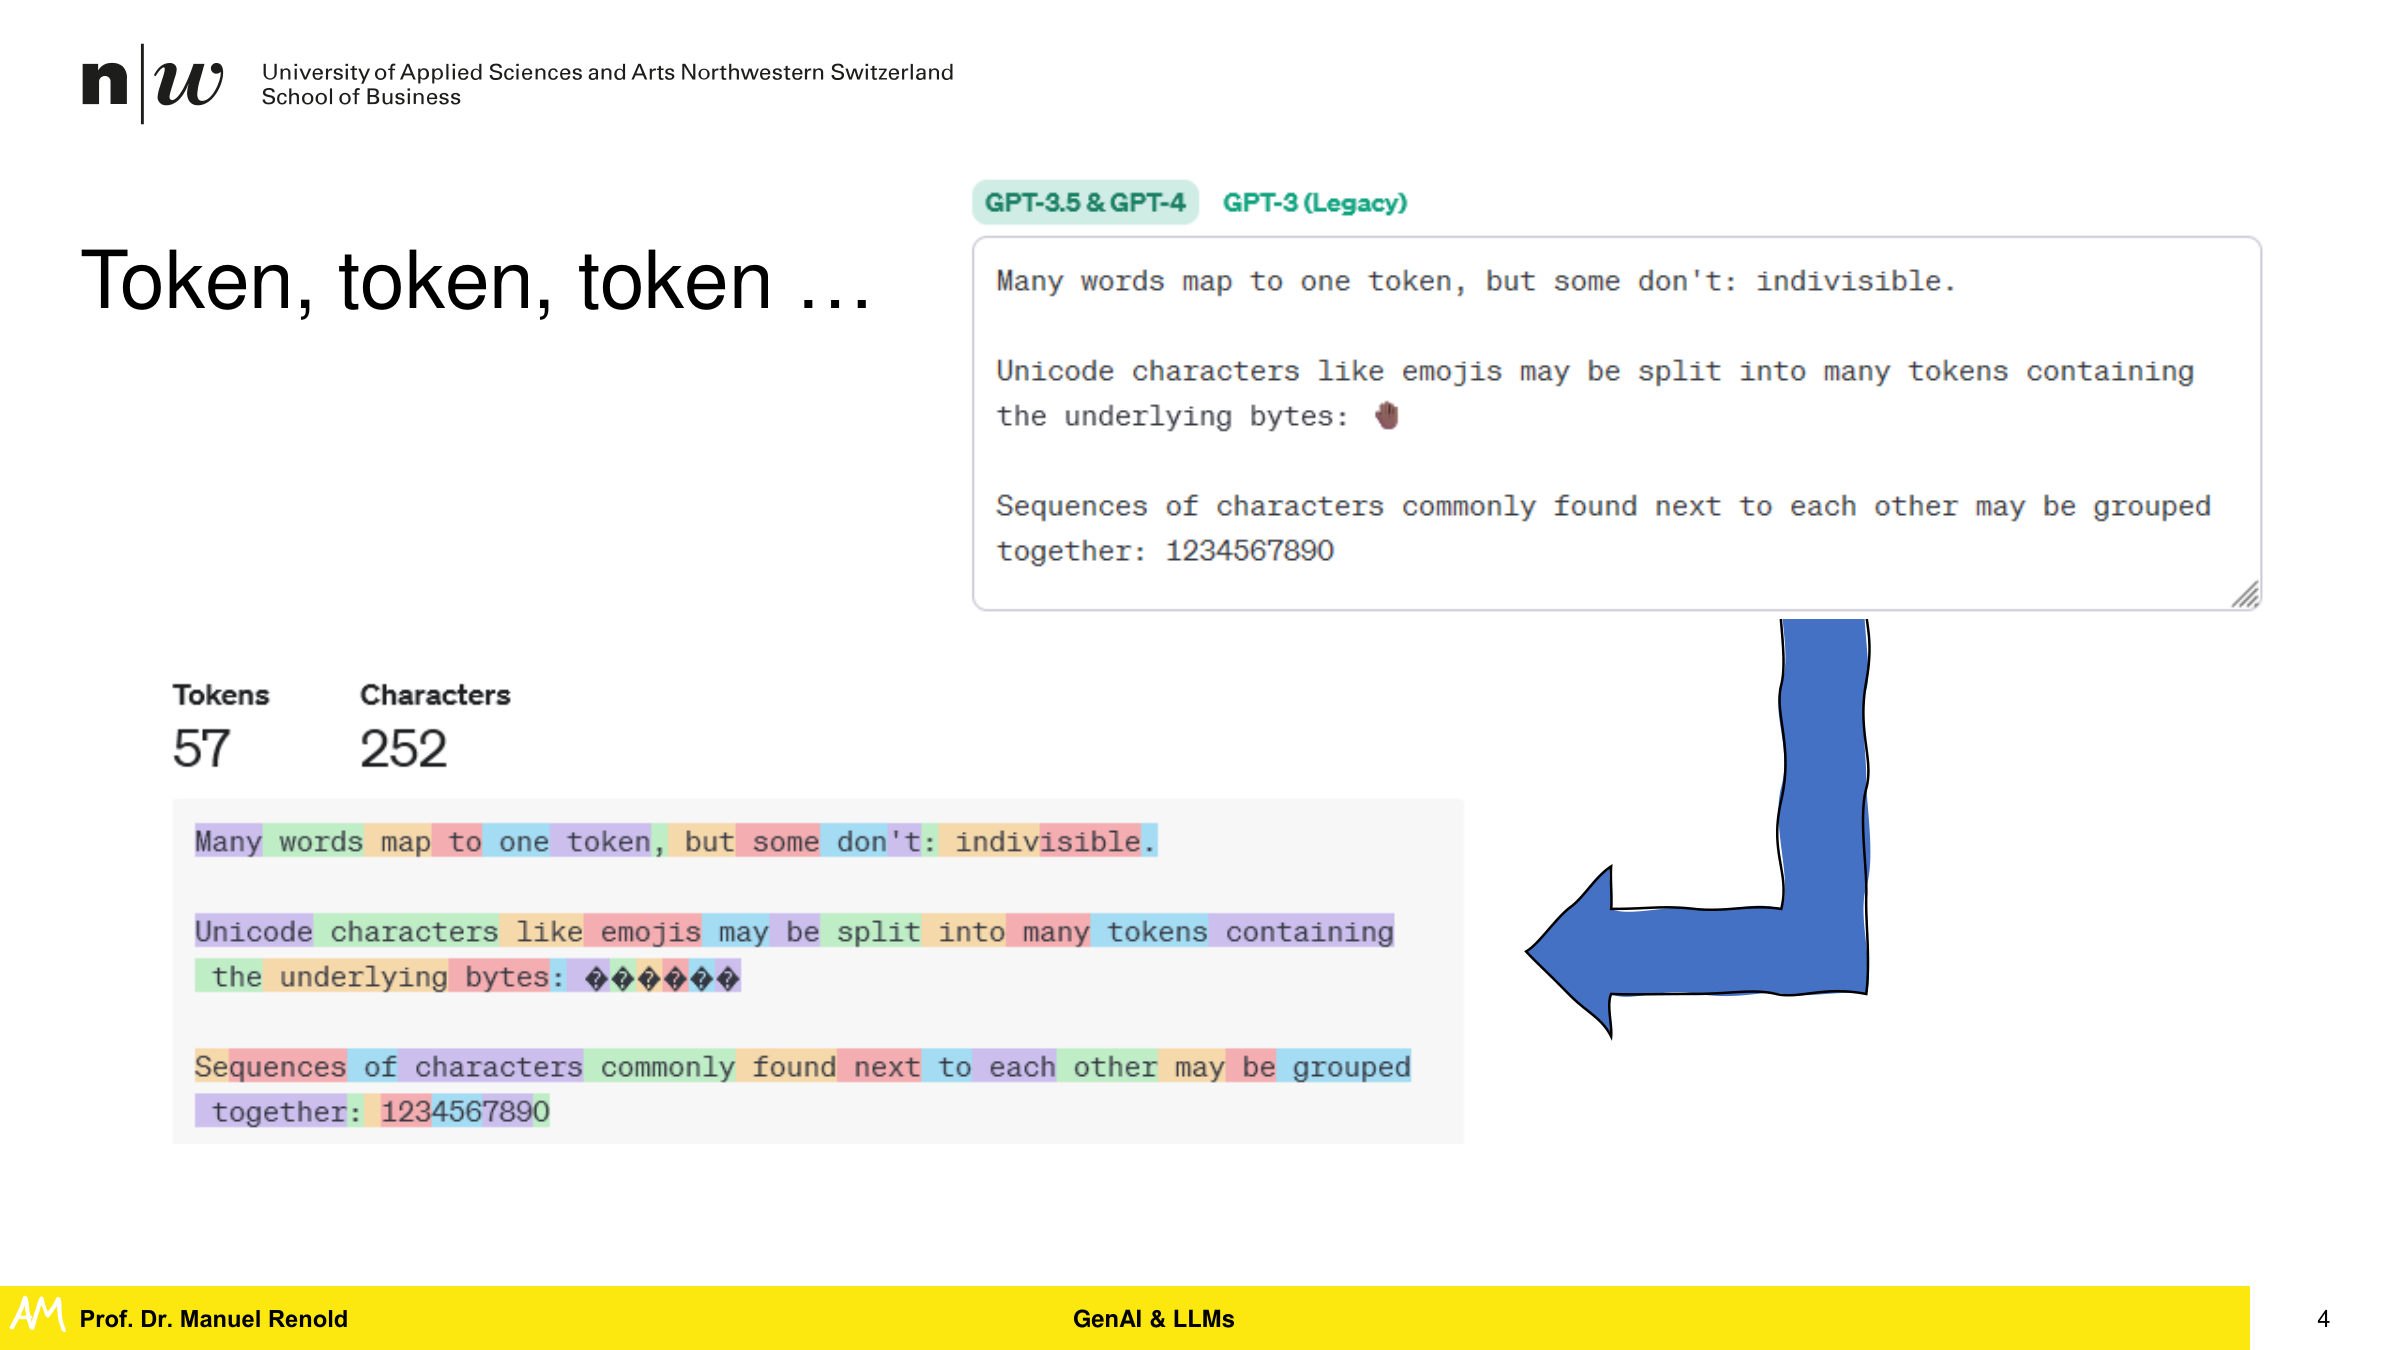 n|w University of Applied Sciences and Arts Northwestern Switzerland
School of Business
GPT-3.5 & GPT-4 GPT-3 (Legacy)
Token, token, token …
Many words map to one token, but some don't: indivisible.
Unicode characters like emojis may be split into many tokens containing
the underlying bytes: 🤚🏿
Sequences of characters commonly found next to each other may be grouped
together: 1234567890
Tokens Characters
57 252
Many words map to one token, but some don't: indivisible.
Unicode characters like emojis may be split into many tokens containing
the underlying bytes: ������
Sequences of characters commonly found next to each other may be grouped
together: 1234567890
AM Prof. Dr. Manuel Renold GenAI & LLMs 4